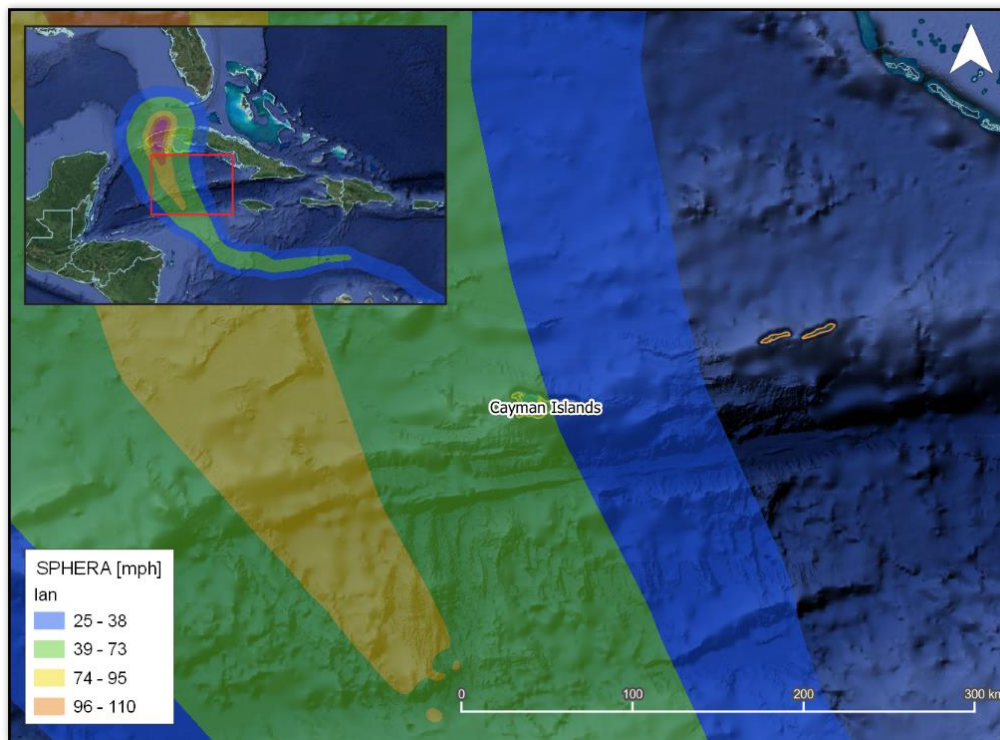 Cayman Islands
SPHERA [mph]
Ian
25 - 38
39 - 73
74 - 95
96 - 110
0 100 200 300 km